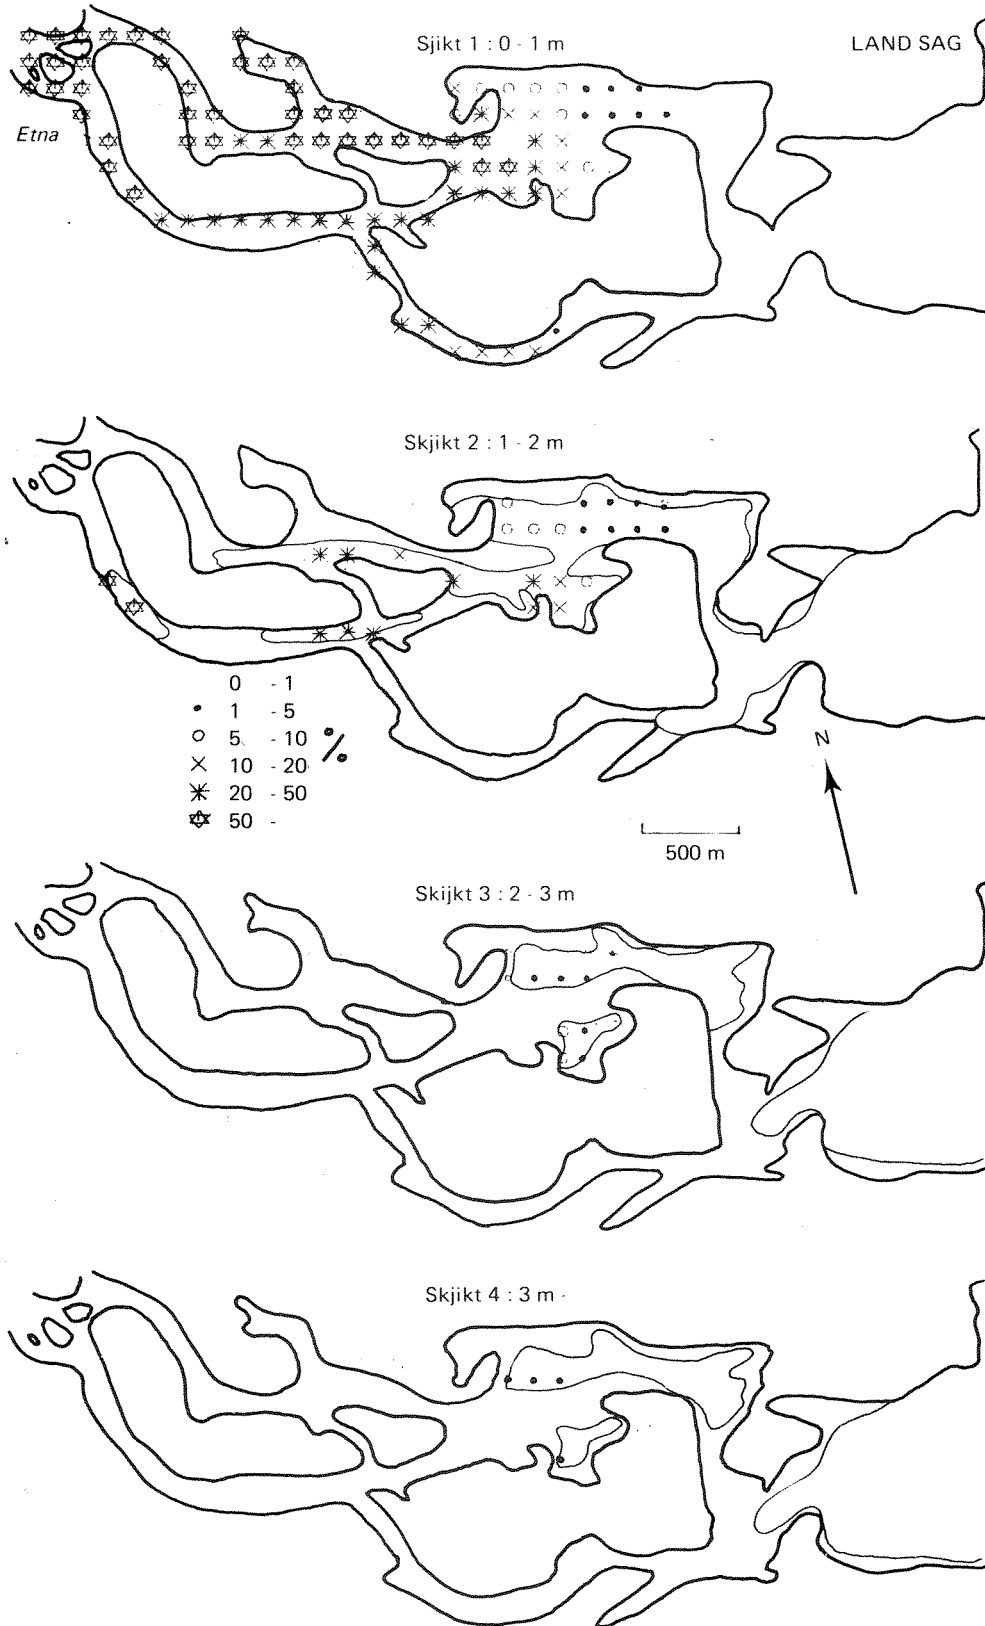 Sjikt 1 : 0 - 1 m
LAND SAG
Etna
Skjikt 2 : 1 - 2 m
0 - 1
1 - 5
5 - 10 %
10 - 20
20 - 50
50 -
N
500 m
Skijkt 3 : 2 - 3 m
Skjikt 4 : 3 m -